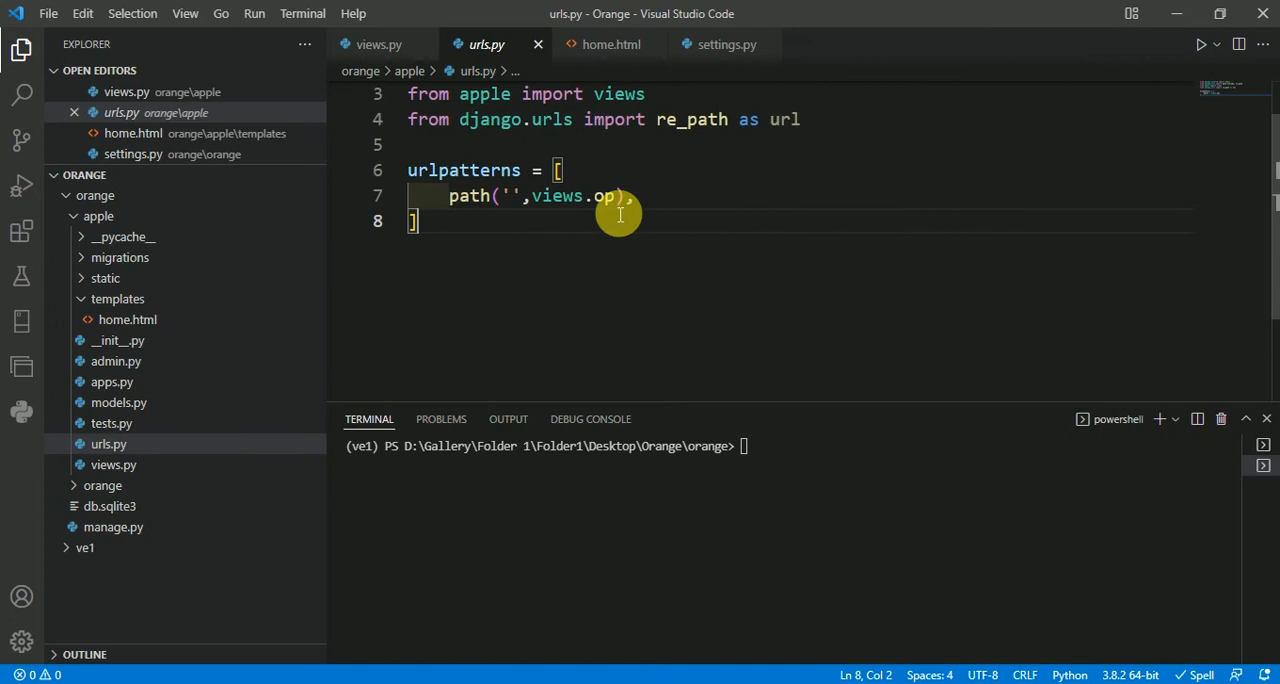 File Edit Selection View Go Run Terminal Help
urls.py - Orange - Visual Studio Code
EXPLORER
OPEN EDITORS
views.py orange\apple
urls.py orange\apple
home.html orange\apple\templates
settings.py orange\orange
ORANGE
orange
apple
__pycache__
migrations
static
templates
home.html
__init__.py
admin.py
apps.py
models.py
tests.py
urls.py
views.py
orange
db.sqlite3
manage.py
ve1
OUTLINE
views.py urls.py home.html settings.py
orange > apple > urls.py > ...
3 from apple import views
4 from django.urls import re_path as url
5
6 urlpatterns = [
7 path('',views.op),
8 ]
TERMINAL PROBLEMS OUTPUT DEBUG CONSOLE
powershell
(ve1) PS D:\Gallery\Folder 1\Folder1\Desktop\Orange\orange>
0 0
Ln 8, Col 2 Spaces: 4 UTF-8 CRLF Python 3.8.2 64-bit Spell